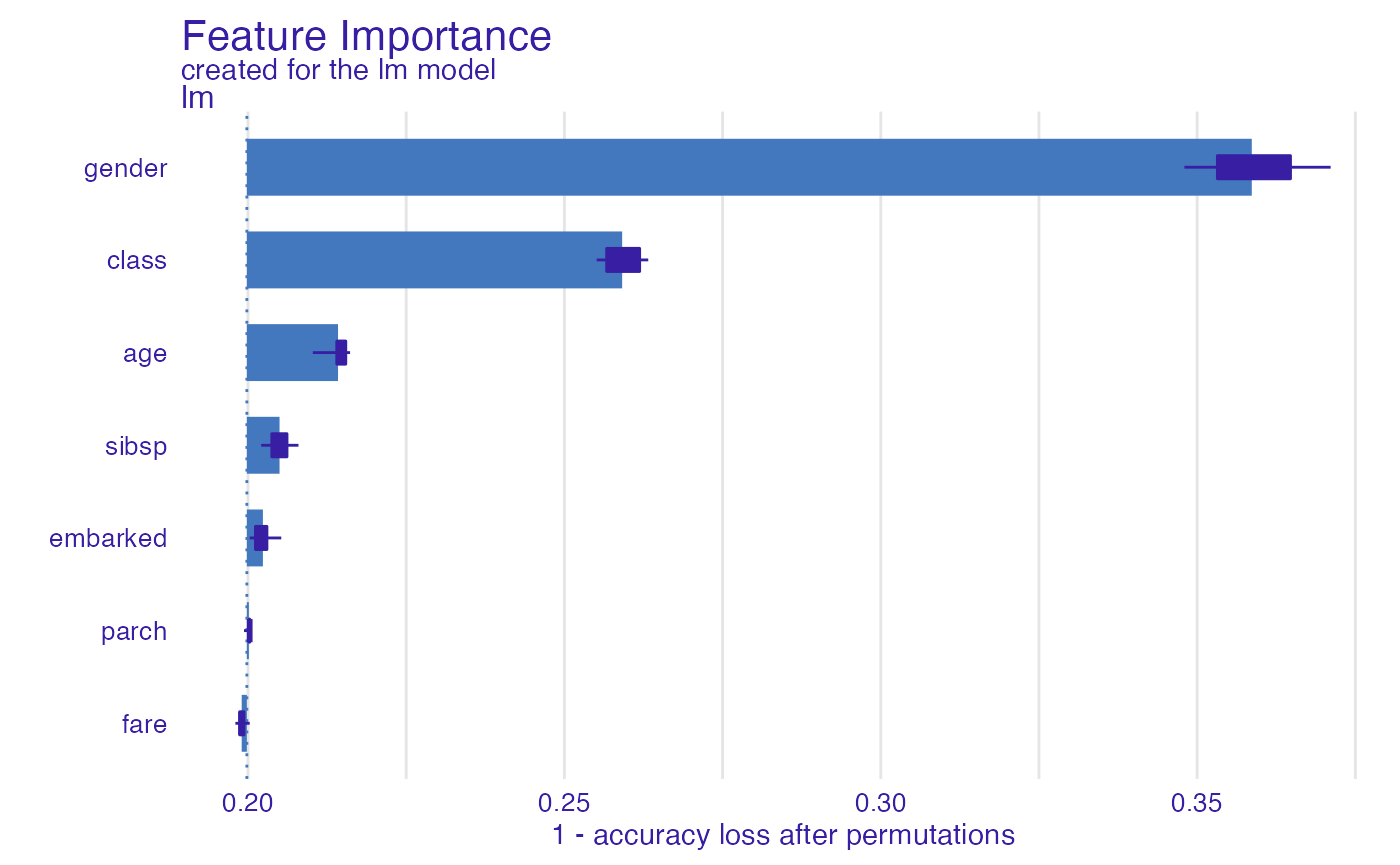 Feature Importance
created for the lm model
lm
gender
class
age
sibsp
embarked
parch
fare
0.20 0.25 0.30 0.35
1 - accuracy loss after permutations